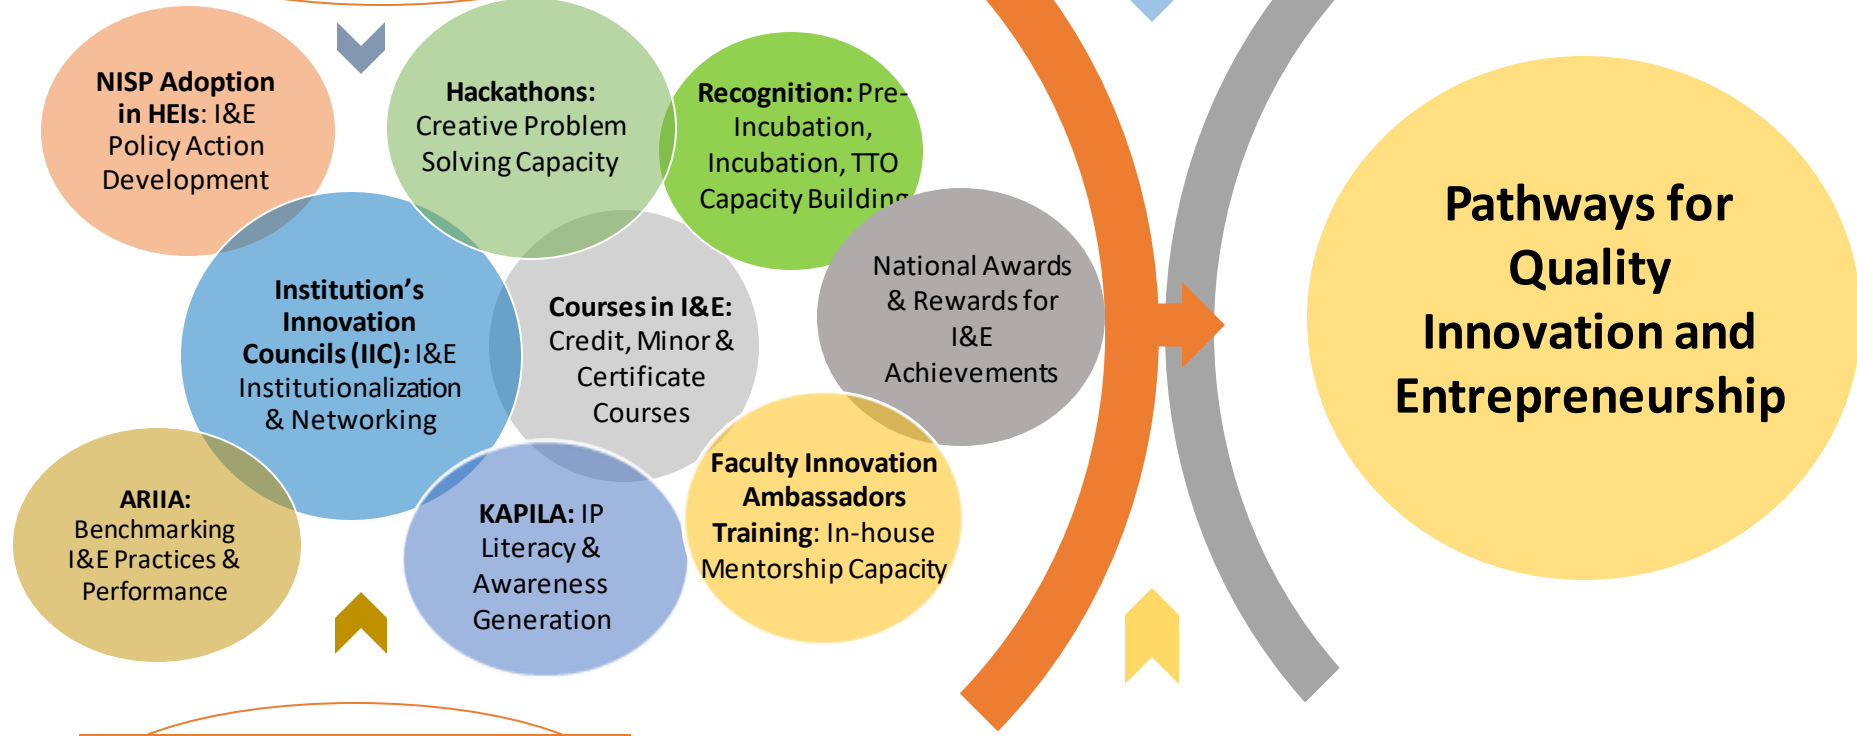 NISP Adoption
in HEIs: I&E
Policy Action
Development
Hackathons:
Creative Problem
Solving Capacity
Recognition: Pre-
Incubation,
Incubation, TTO
Capacity Building
Institution’s
Innovation
Councils (IIC): I&E
Institutionalization
& Networking
Courses in I&E:
Credit, Minor &
Certificate
Courses
National Awards
& Rewards for
I&E
Achievements
ARIIA:
Benchmarking
I&E Practices &
Performance
KAPILA: IP
Literacy &
Awareness
Generation
Faculty Innovation
Ambassadors
Training: In-house
Mentorship Capacity
Pathways for
Quality
Innovation and
Entrepreneurship